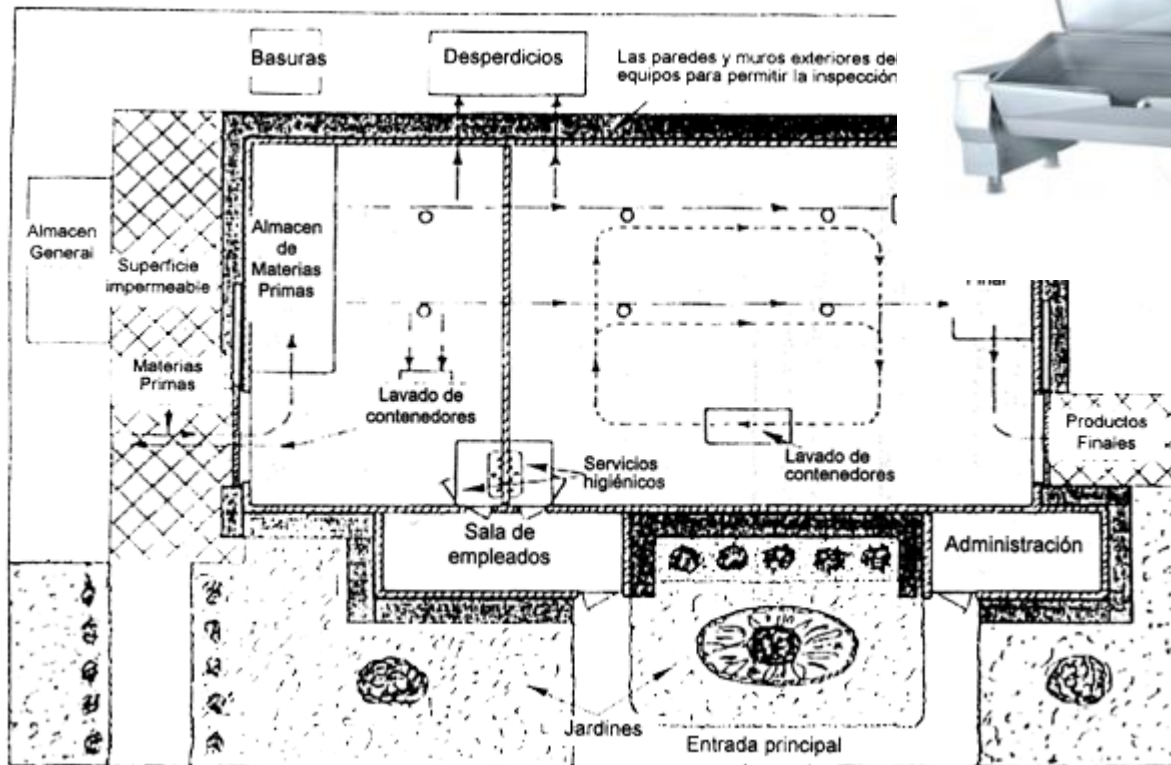 Basuras
Desperdicios
Las paredes y muros exteriores
equipos para permitir la inspección
Almacen
General
Superficie
impermeable
Almacen
de
Materias
Primas
Materias
Primas
Lavado de
contenedores
Servicios
higiénicos
Lavado de
contenedores
Productos
Finales
Sala de
empleados
Administración
Jardines
Entrada principal